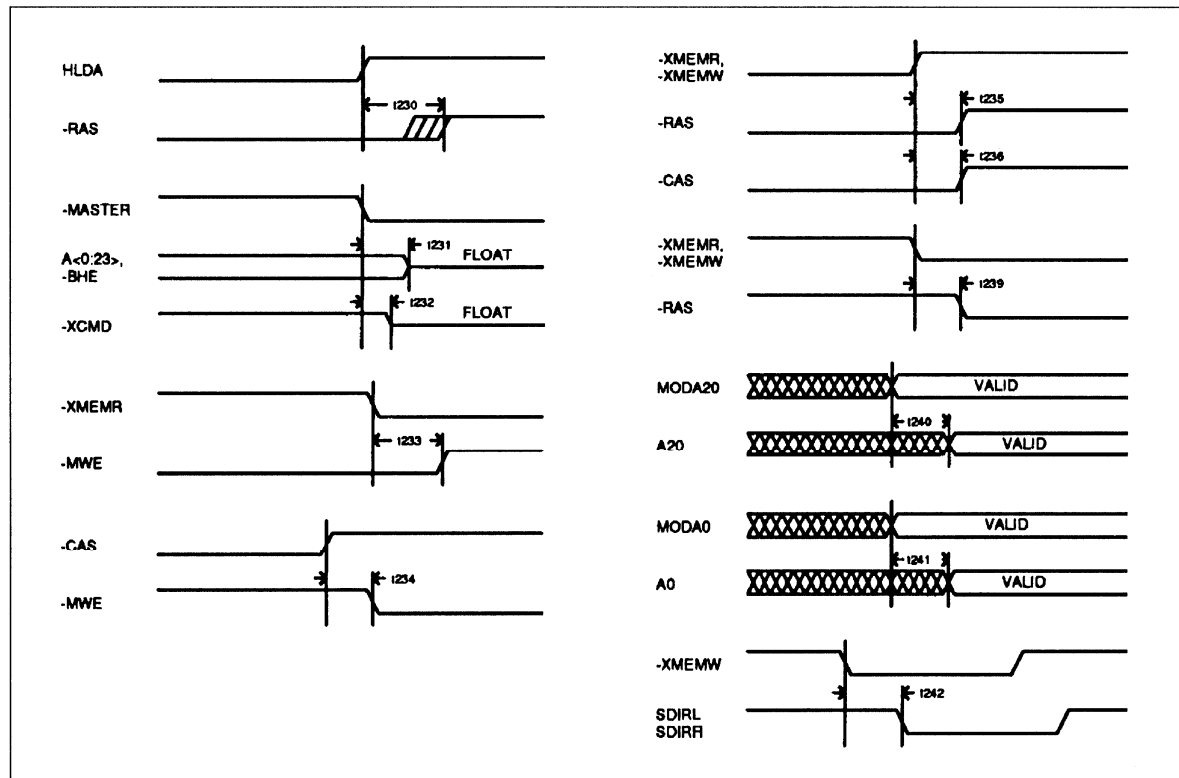 HLDA
t230
-RAS
-MASTER
t231
A<0:23>,
-BHE
FLOAT
t232
-XCMD
FLOAT
-XMEMR
t233
-MWE
-CAS
t234
-MWE
-XMEMR,
-XMEMW
t235
-RAS
t236
-CAS
-XMEMR,
-XMEMW
t239
-RAS
MODA20
VALID
t240
A20
VALID
MODA0
VALID
t241
A0
VALID
-XMEMW
t242
SDIRL
SDIRH